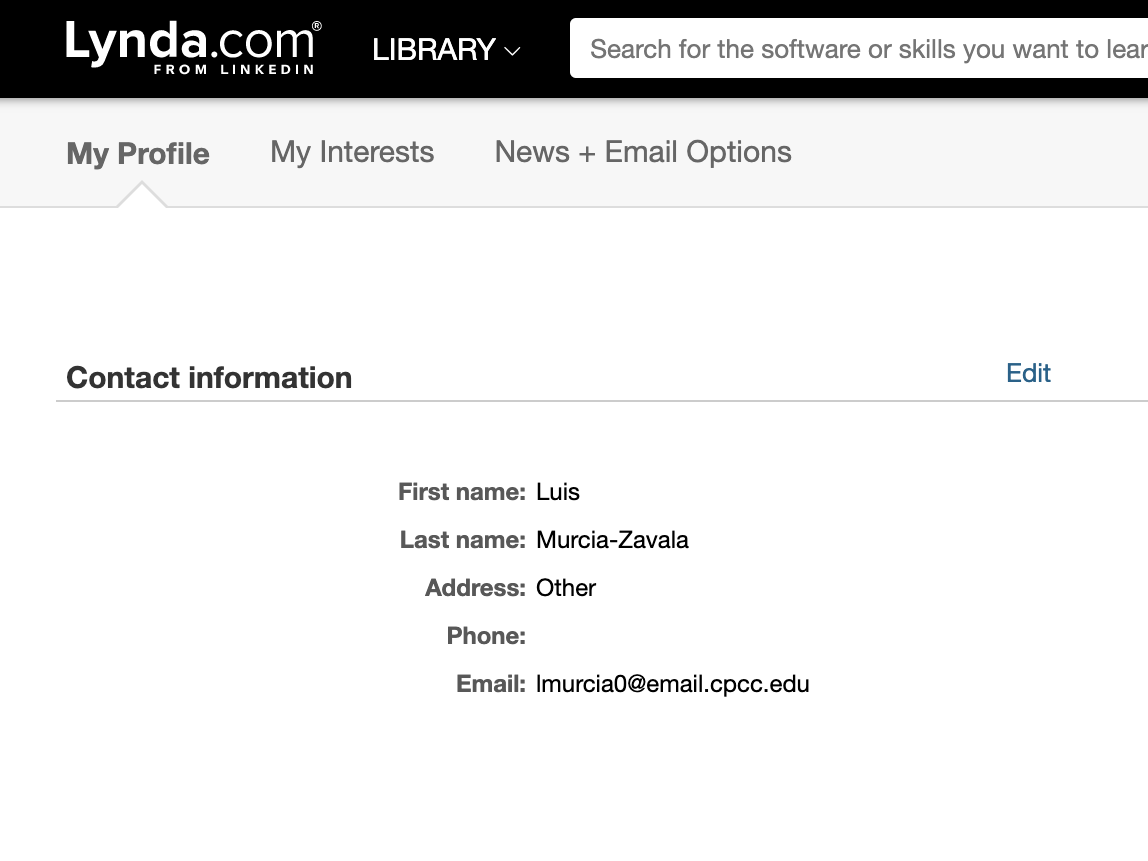 Lynda.com®
FROM LINKEDIN
LIBRARY
Search for the software or skills you want to lear
My Profile
My Interests
News + Email Options
Contact information
Edit
First name: Luis
Last name: Murcia-Zavala
Address: Other
Phone:
Email: lmurcia0@email.cpcc.edu